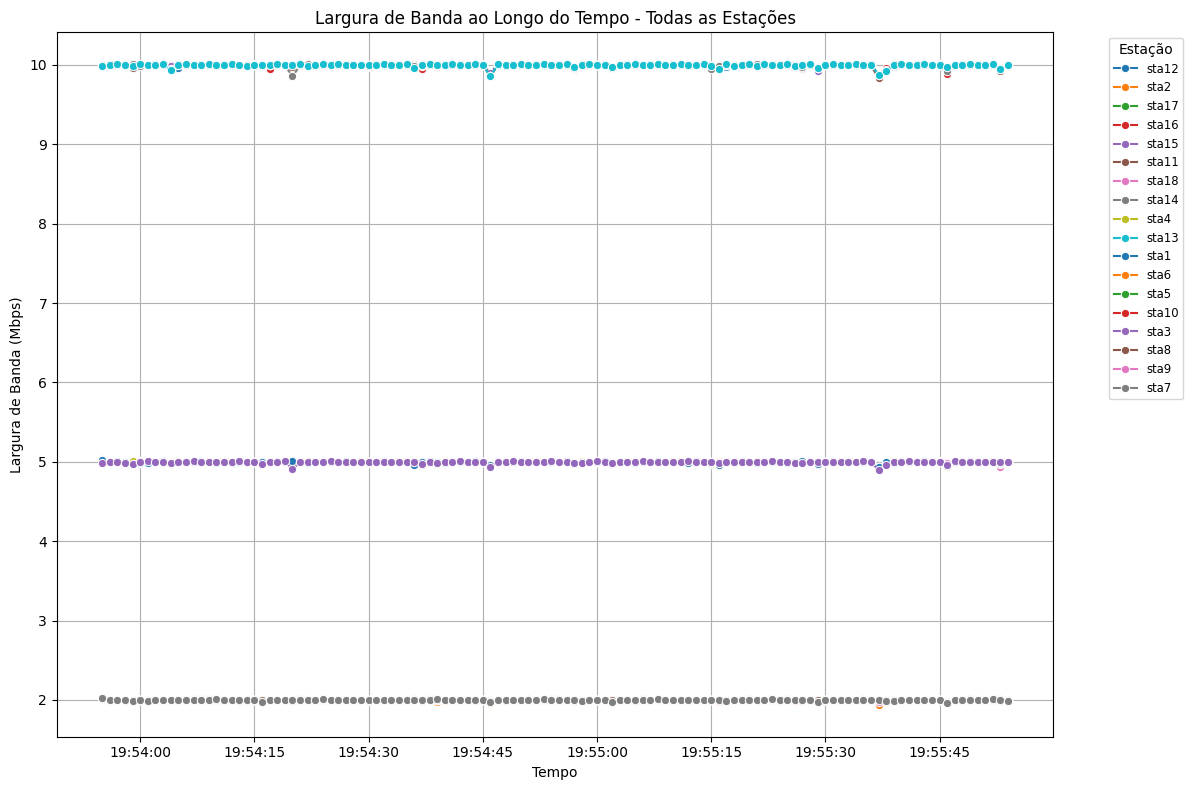 Largura de Banda ao Longo do Tempo - Todas as Estações
Largura de Banda (Mbps)
10
9
8
7
6
5
4
3
2
19:54:00
19:54:15
19:54:30
19:54:45
19:55:00
19:55:15
19:55:30
19:55:45
Tempo
Estação
sta12
sta2
sta17
sta16
sta15
sta11
sta18
sta14
sta4
sta13
sta1
sta6
sta5
sta10
sta3
sta8
sta9
sta7